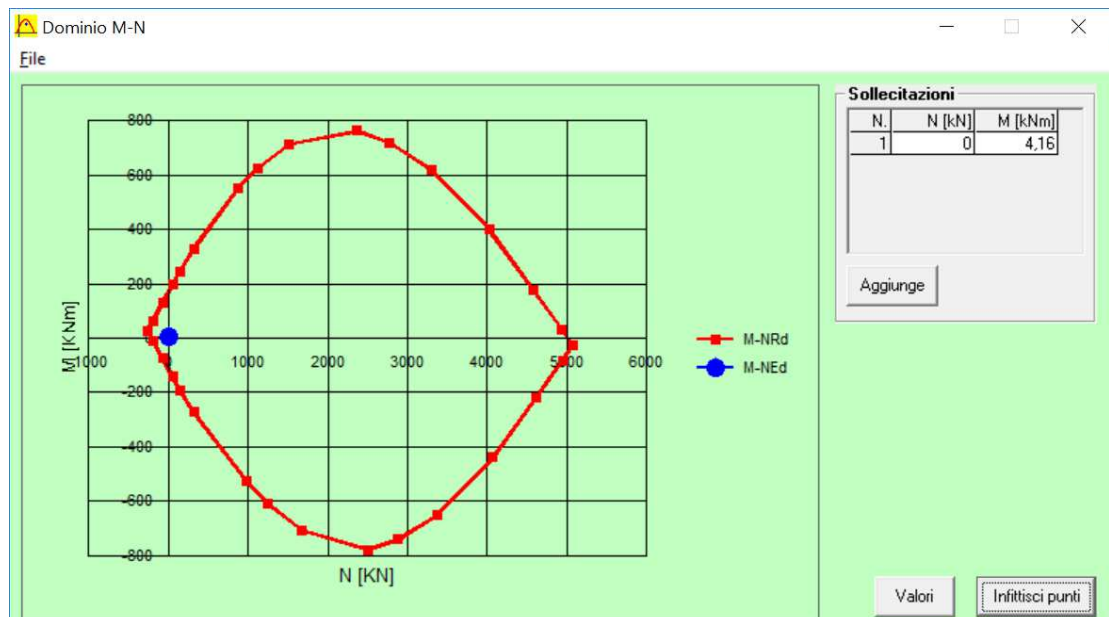 Dominio M-N
File
800
600
400
200
0
-200
-400
-600
-800
M [KNm]
1000
1000
2000
3000
4000
5000
6000
N [KN]
M-NRd
M-NEd
Sollecitazioni
N. N [kN] M [kNm]
1 0 4,16
Aggiunge
Valori
Infittisci punti